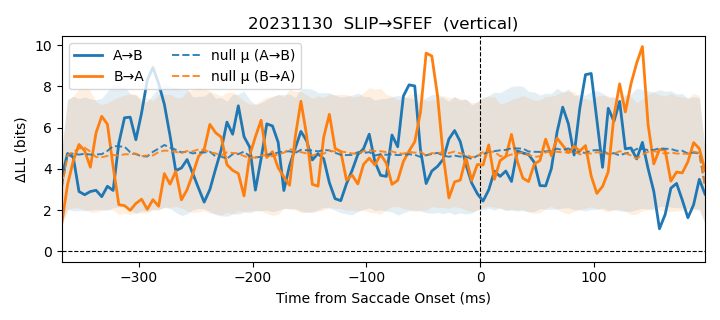 20231130  SLIP→SFEF  (vertical)
A→B
B→A
null μ (A→B)
null μ (B→A)
ΔLL (bits)
10
8
6
4
2
0
−300
−200
−100
0
100
Time from Saccade Onset (ms)